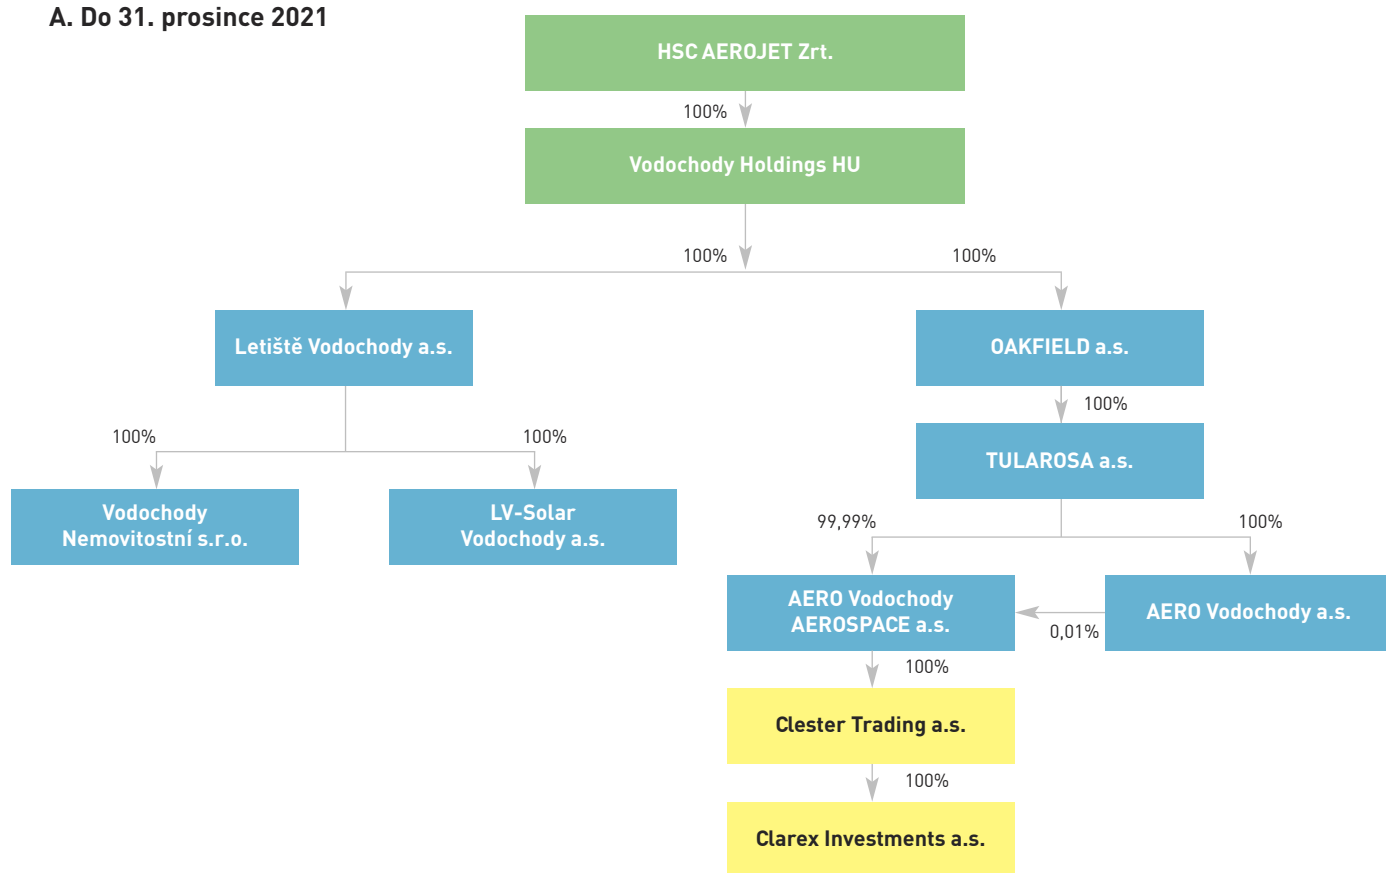 A. Do 31. prosince 2021
HSC AEROJET Zrt.
100%
Vodochody Holdings HU
100%
100%
Letiště Vodochody a.s.
OAKFIELD a.s.
100%
TULAROSA a.s.
100%
100%
Vodochody
Nemovitostní s.r.o.
LV-Solar
Vodochody a.s.
99,99%
100%
AERO Vodochody
AEROSPACE a.s.
0,01%
AERO Vodochody a.s.
100%
Clester Trading a.s.
100%
Clarex Investments a.s.